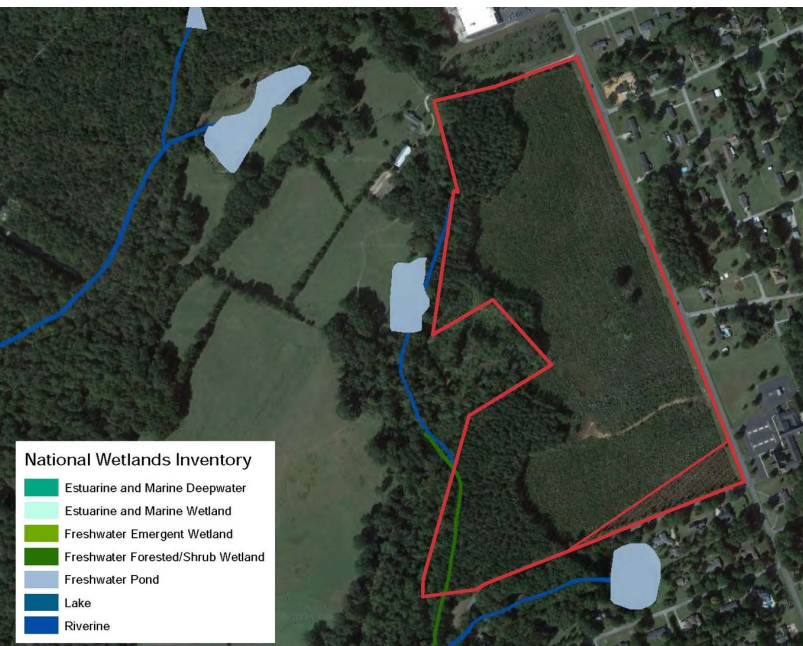 National Wetlands Inventory
Estuarine and Marine Deepwater
Estuarine and Marine Wetland
Freshwater Emergent Wetland
Freshwater Forested/Shrub Wetland
Freshwater Pond
Lake
Riverine